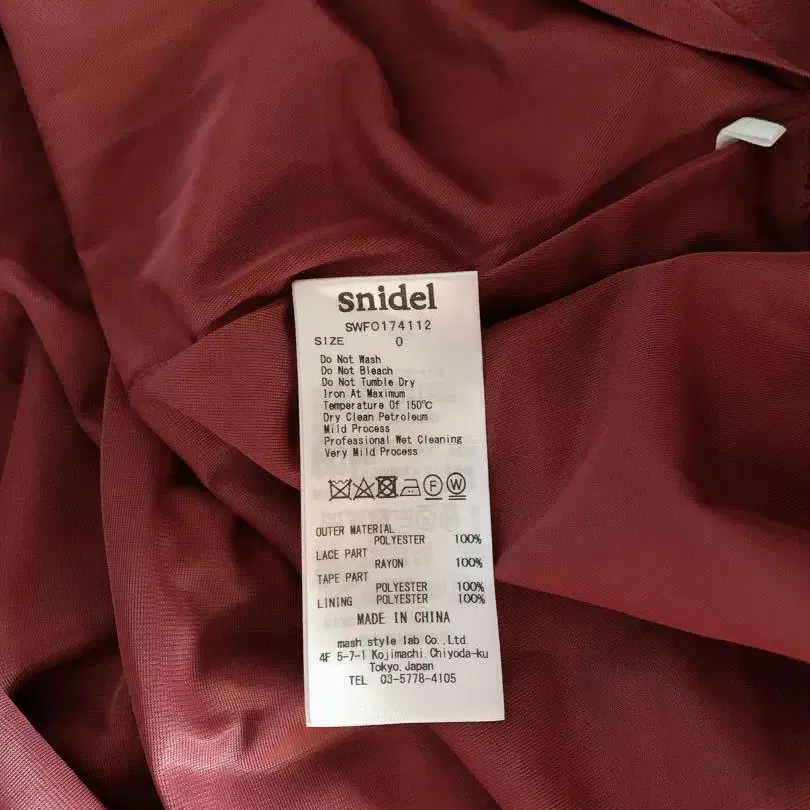 snidel
SWFO174112
SIZE 0
Do Not Wash
Do Not Bleach
Do Not Tumble Dry
Iron At Maximum
Temperature Of 150℃
Dry Clean Petroleum
Mild Process
Professional Wet Cleaning
Very Mild Process
F W
OUTER MATERIAL
POLYESTER 100%
LACE PART
RAYON 100%
TAPE PART
POLYESTER 100%
LINING POLYESTER 100%
MADE IN CHINA
mash style lab Co., Ltd.
4F 5-7-1 Kojimachi, Chiyoda-ku
Tokyo, Japan
TEL 03-5778-4105